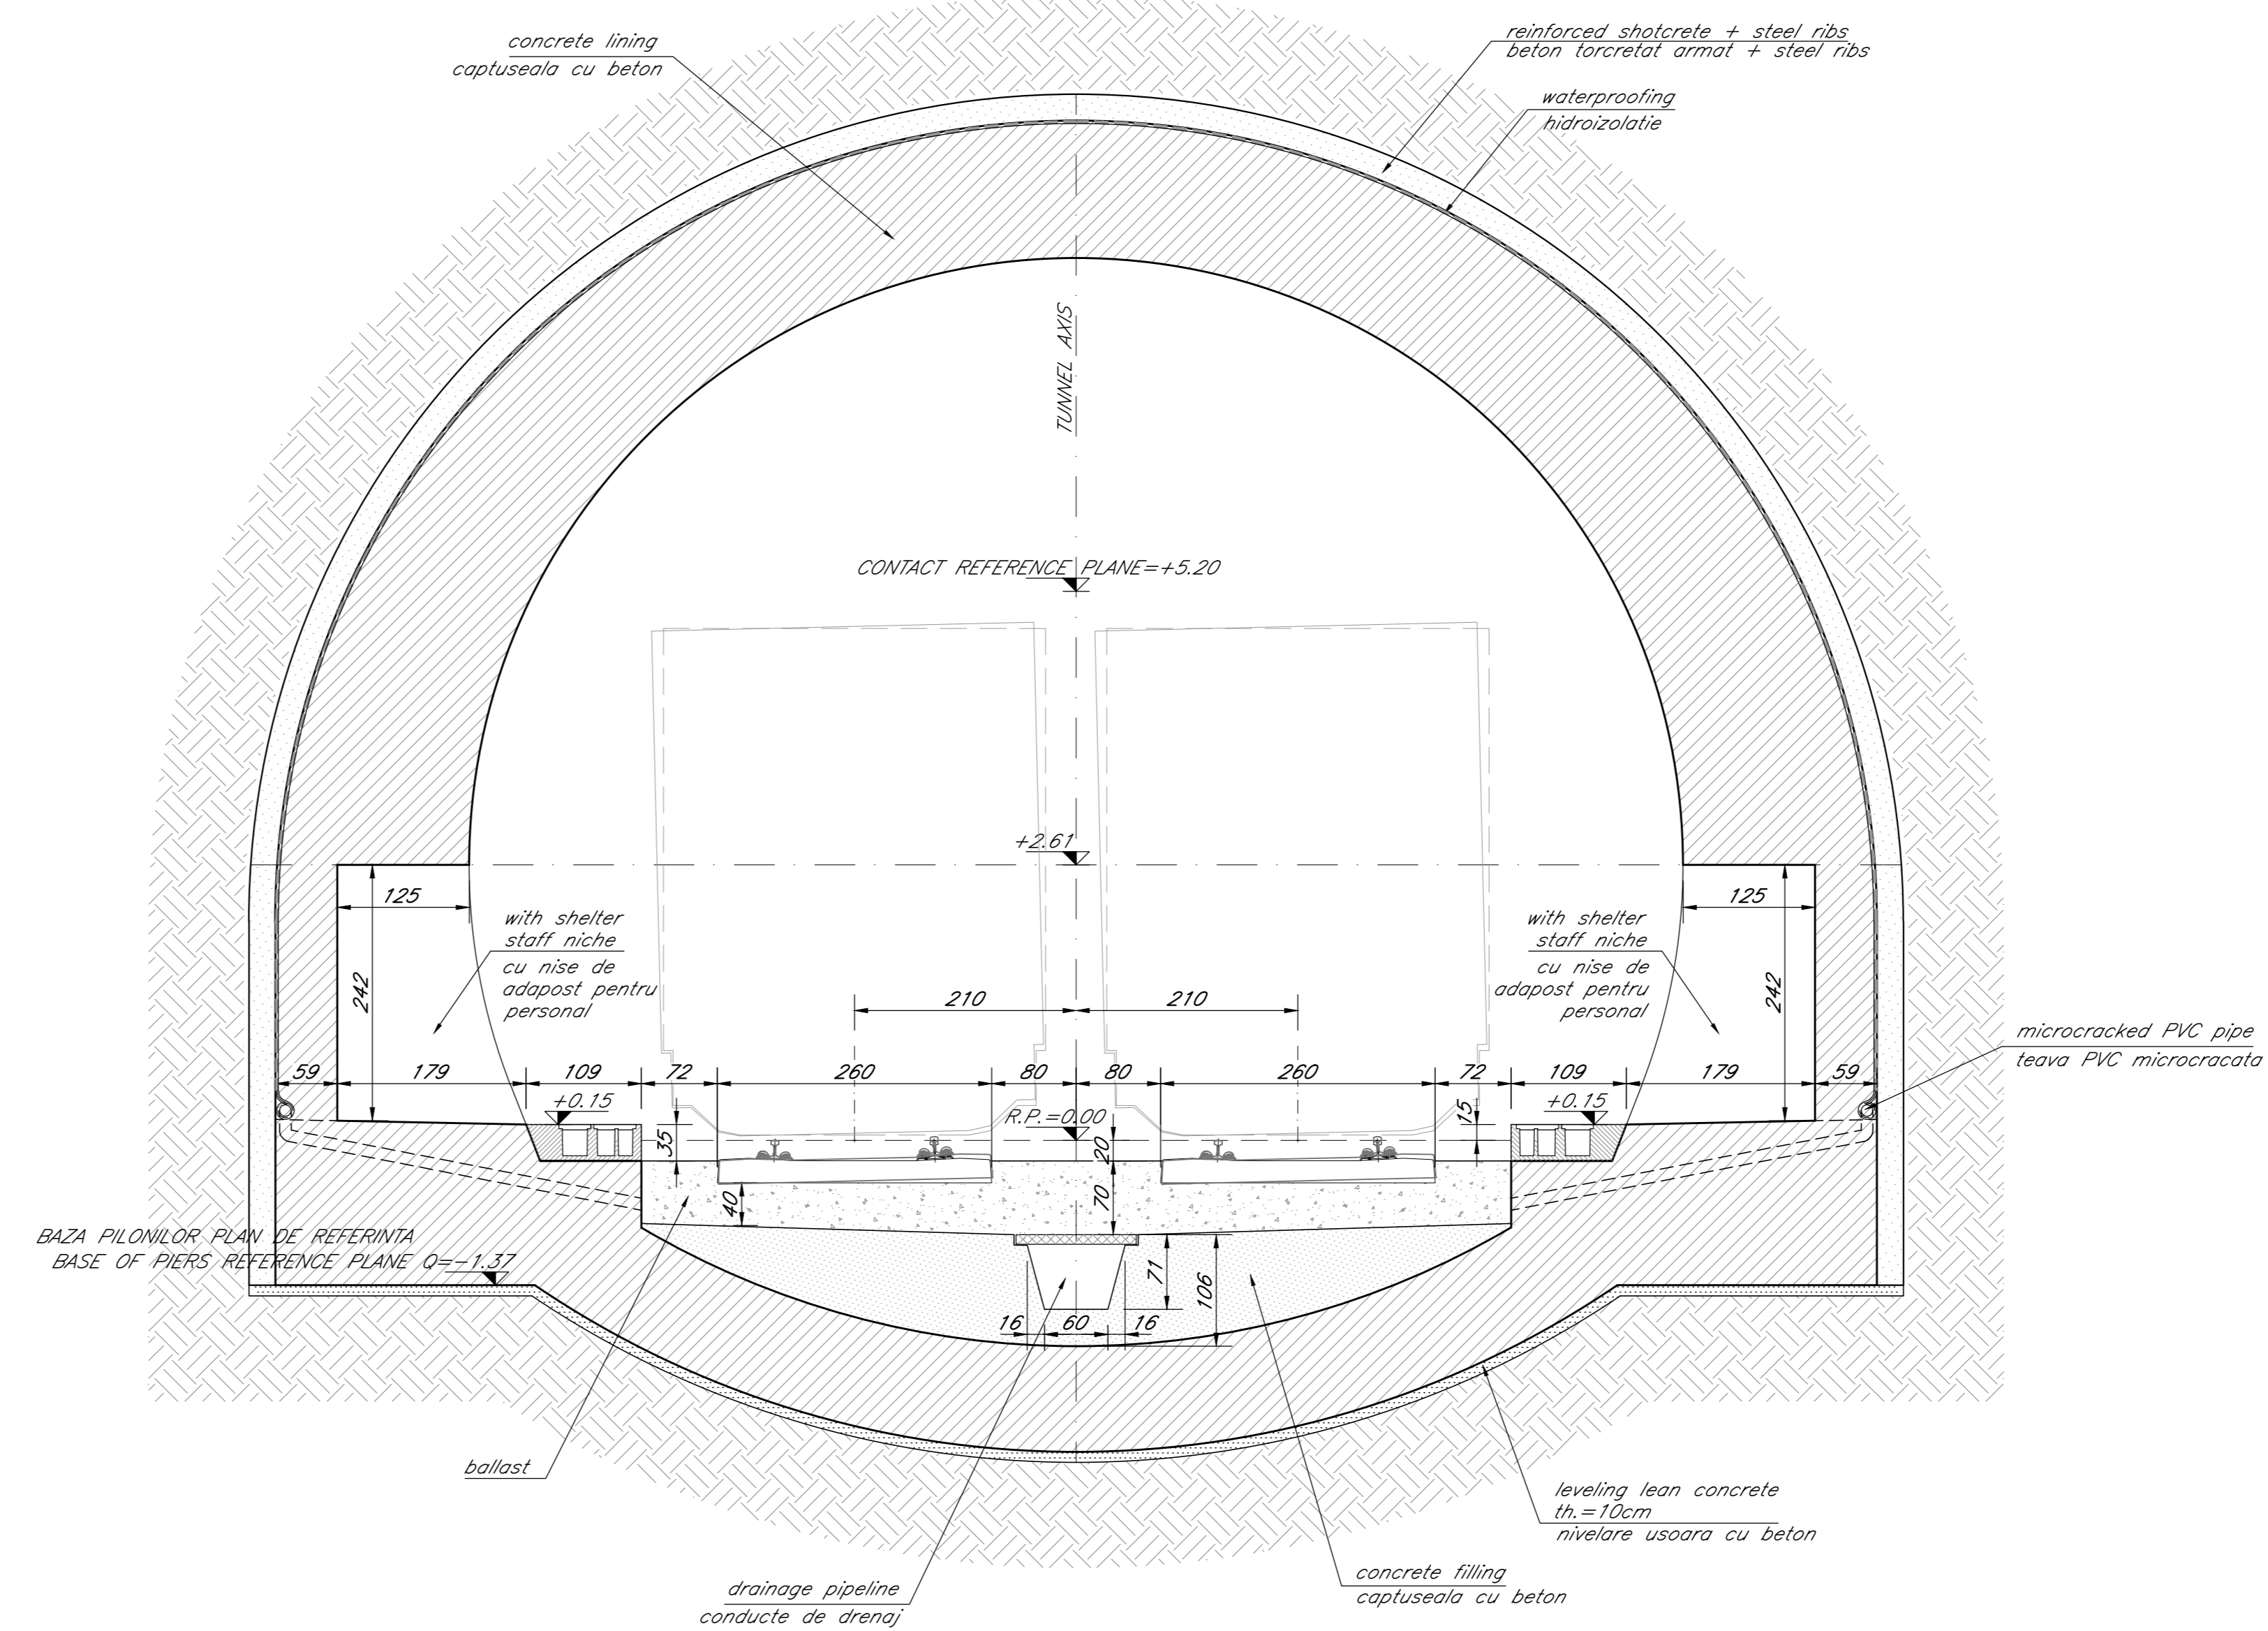 concrete lining
captuseala cu beton
reinforced shotcrete + steel ribs
beton torcretat armat + steel ribs
waterproofing
hidroizolatie
TUNNEL AXIS
CONTACT REFERENCE PLANE=+5.20
+2.61
125
125
with shelter
staff niche
cu nise de
adapost pentru
personal
with shelter
staff niche
cu nise de
adapost pentru
personal
242
242
210
210
microcracked PVC pipe
teava PVC microcracata
59
179
109
72
260
80
80
260
72
109
179
59
+0.15
R.P.=0.00
15
+0.15
35
20
40
70
BAZA PILONILOR PLAN DE REFERINTA
BASE OF PIERS REFERENCE PLANE Q=-1.37
71
106
16
60
16
ballast
leveling lean concrete
th.=10cm
nivelare usoara cu beton
drainage pipeline
conducte de drenaj
concrete filling
captuseala cu beton